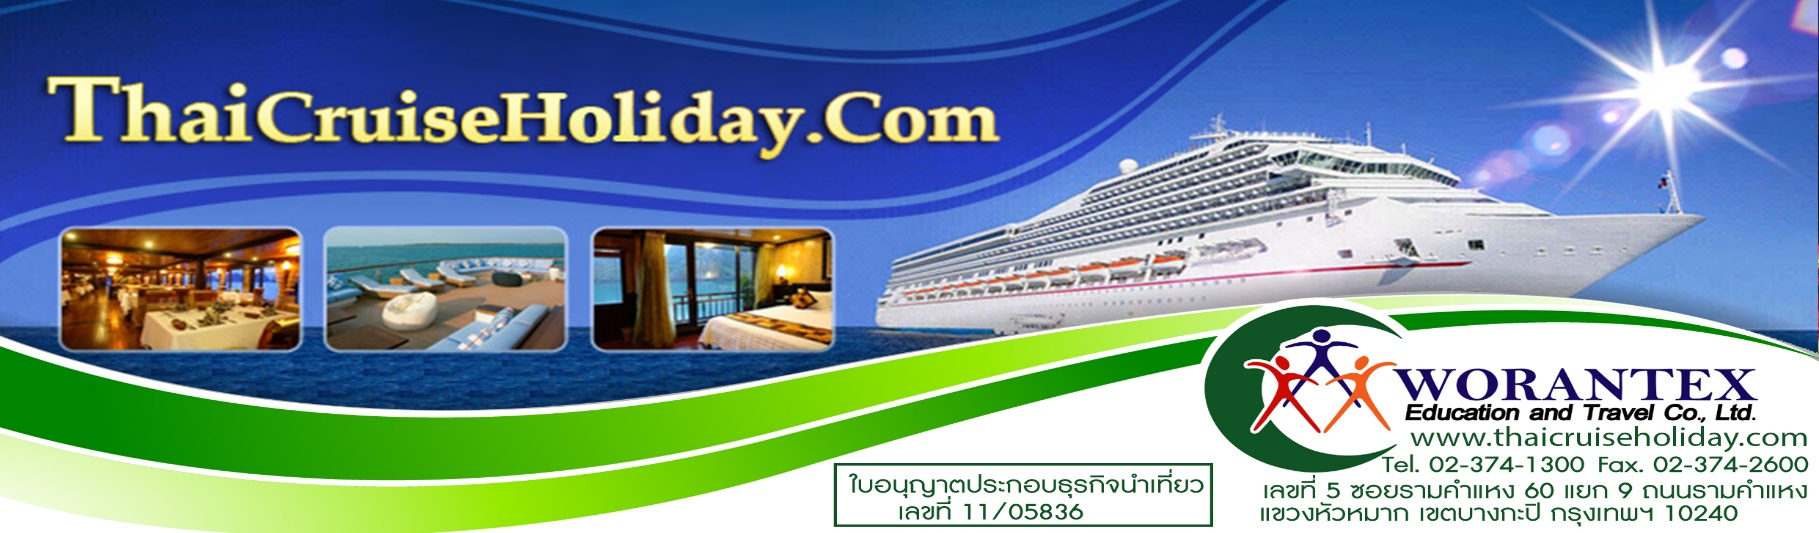 ThaiCruiseHoliday.Com
WORANTEX
Education and Travel Co., Ltd.
www.thaicruiseholiday.com
Tel. 02-374-1300 Fax. 02-374-2600
เลขที่ 5 ซอยรามคำแหง 60 แยก 9 ถนนรามคำแหง
แขวงหัวหมาก เขตบางกะปิ กรุงเทพฯ 10240
ใบอนุญาตประกอบธุรกิจนำเที่ยว
เลขที่ 11/05836